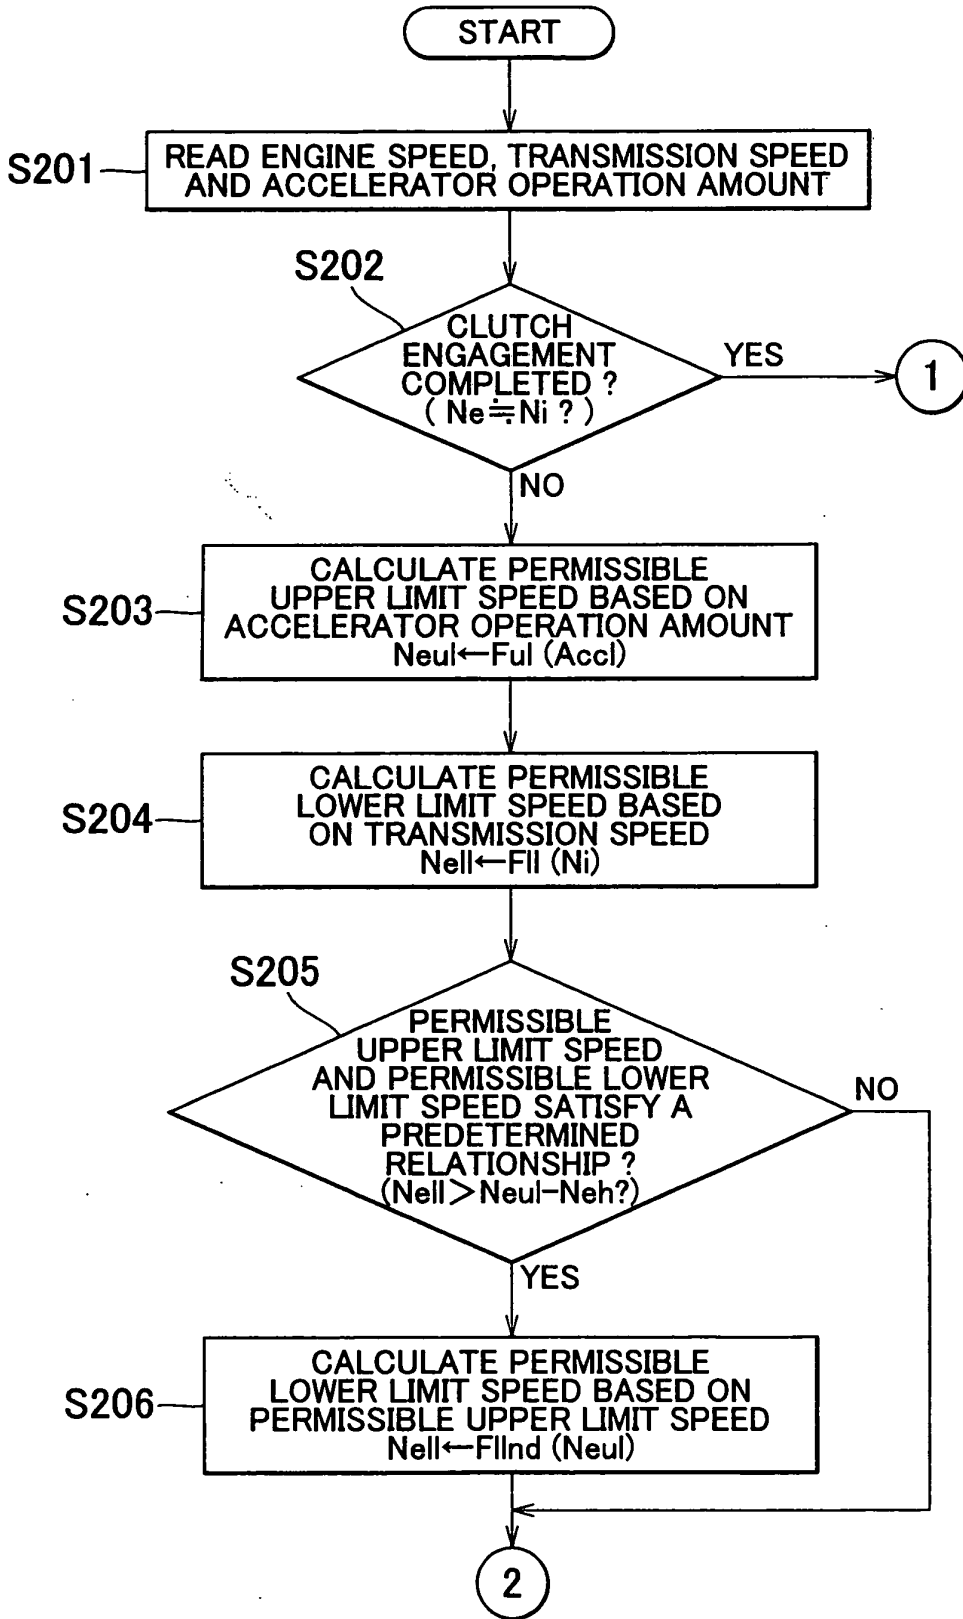 START
S201
READ ENGINE SPEED, TRANSMISSION SPEED
AND ACCELERATOR OPERATION AMOUNT
S202
CLUTCH
ENGAGEMENT
COMPLETED ?
( Ne≒Ni ? )
YES
1
NO
S203
CALCULATE PERMISSIBLE
UPPER LIMIT SPEED BASED ON
ACCELERATOR OPERATION AMOUNT
Neul←Ful (Accl)
S204
CALCULATE PERMISSIBLE
LOWER LIMIT SPEED BASED
ON TRANSMISSION SPEED
Nell←Fll (Ni)
S205
PERMISSIBLE
UPPER LIMIT SPEED
AND PERMISSIBLE LOWER
LIMIT SPEED SATISFY A
PREDETERMINED
RELATIONSHIP ?
(Nell＞Neul−Neh?)
NO
YES
S206
CALCULATE PERMISSIBLE
LOWER LIMIT SPEED BASED ON
PERMISSIBLE UPPER LIMIT SPEED
Nell←Fllnd (Neul)
2